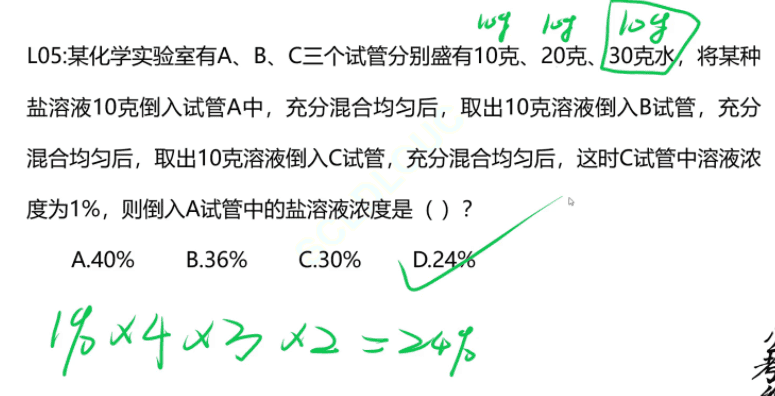 10g 10g 10g
L05:某化学实验室有A、B、C三个试管分别盛有10克、20克、30克水，将某种
盐溶液10克倒入试管A中，充分混合均匀后，取出10克溶液倒入B试管，充分
混合均匀后，取出10克溶液倒入C试管，充分混合均匀后，这时C试管中溶液浓
度为1%，则倒入A试管中的盐溶液浓度是（ ）？
A.40% B.36% C.30% D.24%
1%×4×3×2=24%